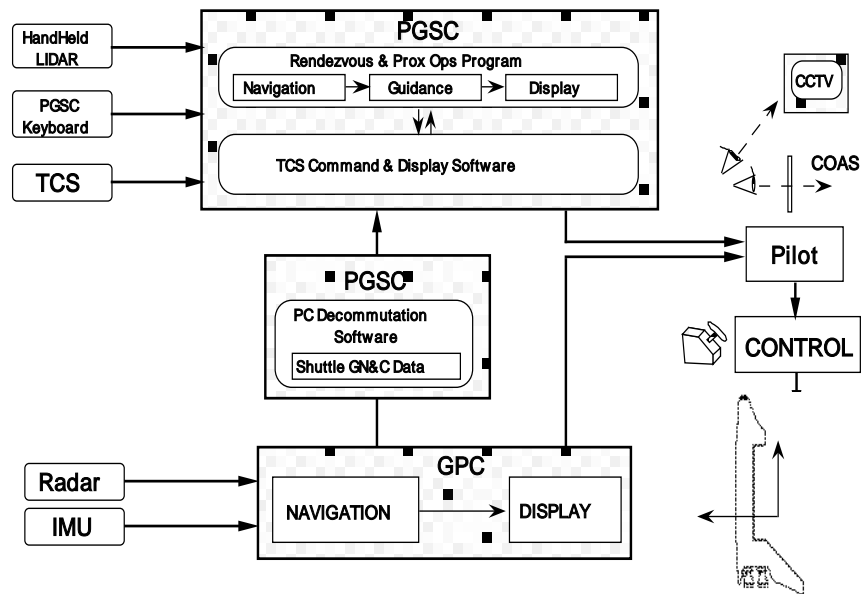 PGSC
HandHeld
LIDAR
Rendezvous & Prox Ops Program
Navigation
Guidance
Display
PGSC
Keyboard
TCS Command & Display Software
TCS
CCTV
COAS
Pilot
CONTROL
PGSC
PC Decommutation
Software
Shuttle GN&C Data
GPC
Radar
IMU
NAVIGATION
DISPLAY